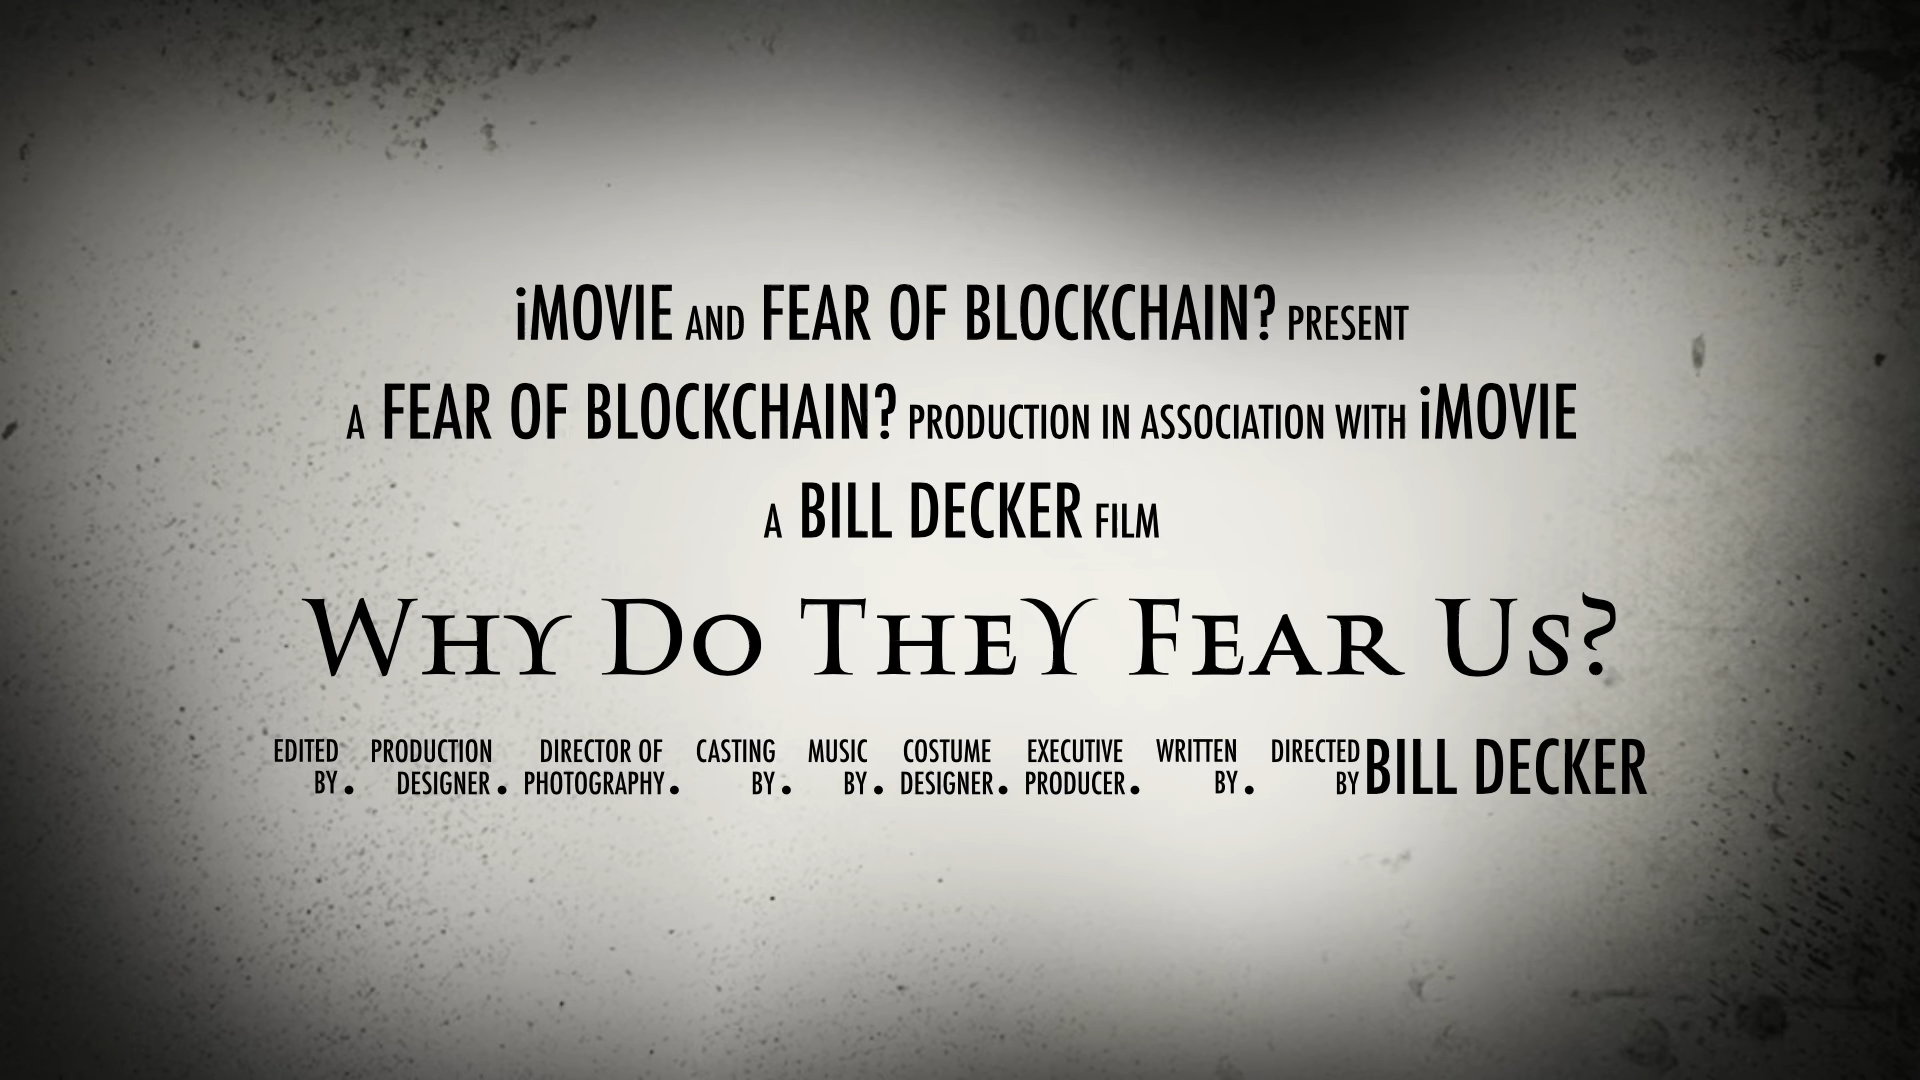 iMOVIE AND FEAR OF BLOCKCHAIN? PRESENT
A FEAR OF BLOCKCHAIN? PRODUCTION IN ASSOCIATION WITH iMOVIE
A BILL DECKER FILM
WHY DO THEY FEAR US?
EDITED BY . PRODUCTION DESIGNER . DIRECTOR OF PHOTOGRAPHY . CASTING BY . MUSIC BY . COSTUME DESIGNER . EXECUTIVE PRODUCER . WRITTEN BY . DIRECTED BY BILL DECKER